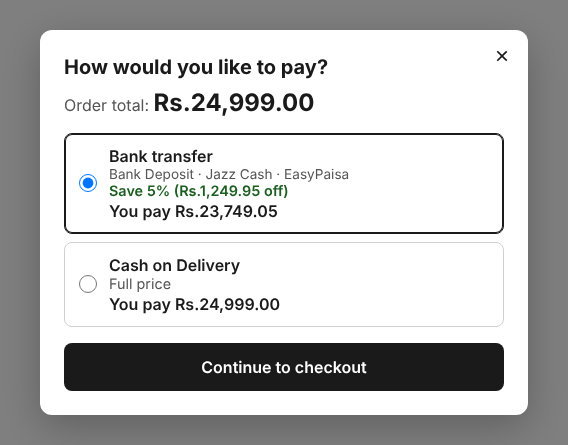 How would you like to pay?
Order total: Rs.24,999.00
Bank transfer
Bank Deposit · Jazz Cash · EasyPaisa
Save 5% (Rs.1,249.95 off)
You pay Rs.23,749.05
Cash on Delivery
Full price
You pay Rs.24,999.00
Continue to checkout